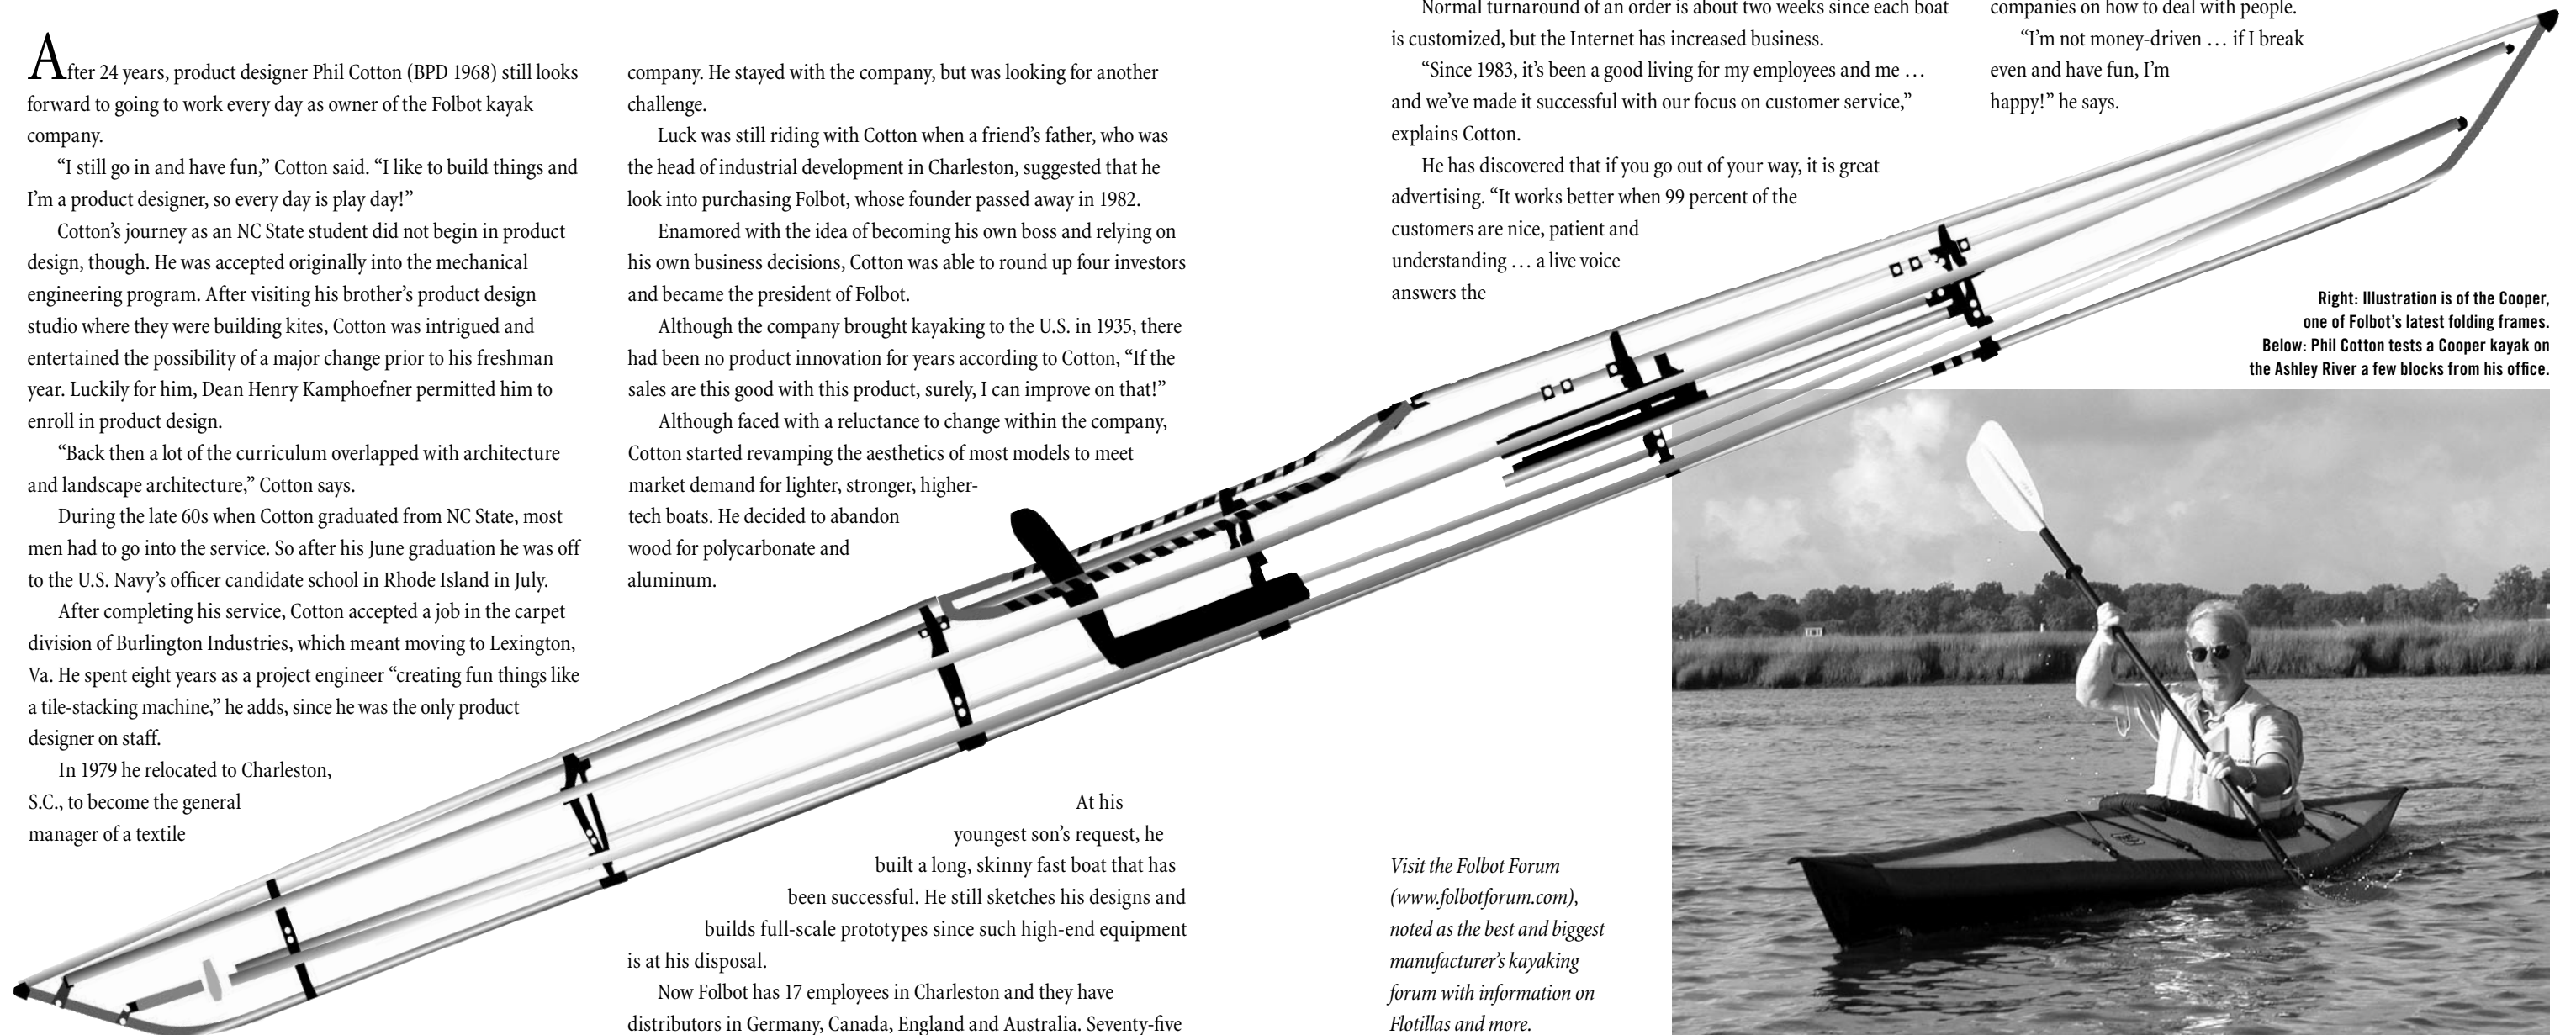 After 24 years, product designer Phil Cotton (BPD 1968) still looks
forward to going to work every day as owner of the Folbot kayak
company.
“I still go in and have fun,” Cotton said. “I like to build things and
I’m a product designer, so every day is play day!”
Cotton’s journey as an NC State student did not begin in product
design, though. He was accepted originally into the mechanical
engineering program. After visiting his brother’s product design
studio where they were building kites, Cotton was intrigued and
entertained the possibility of a major change prior to his freshman
year. Luckily for him, Dean Henry Kamphoefner permitted him to
enroll in product design.
“Back then a lot of the curriculum overlapped with architecture
and landscape architecture,” Cotton says.
During the late 60s when Cotton graduated from NC State, most
men had to go into the service. So after his June graduation he was off
to the U.S. Navy’s officer candidate school in Rhode Island in July.
After completing his service, Cotton accepted a job in the carpet
division of Burlington Industries, which meant moving to Lexington,
Va. He spent eight years as a project engineer “creating fun things like
a tile-stacking machine,” he adds, since he was the only product
designer on staff.
In 1979 he relocated to Charleston,
S.C., to become the general
manager of a textile
company. He stayed with the company, but was looking for another
challenge.
Luck was still riding with Cotton when a friend’s father, who was
the head of industrial development in Charleston, suggested that he
look into purchasing Folbot, whose founder passed away in 1982.
Enamored with the idea of becoming his own boss and relying on
his own business decisions, Cotton was able to round up four investors
and became the president of Folbot.
Although the company brought kayaking to the U.S. in 1935, there
had been no product innovation for years according to Cotton, “If the
sales are this good with this product, surely, I can improve on that!”
Although faced with a reluctance to change within the company,
Cotton started revamping the aesthetics of most models to meet
market demand for lighter, stronger, higher-
tech boats. He decided to abandon
wood for polycarbonate and
aluminum.
At his
youngest son’s request, he
built a long, skinny fast boat that has
been successful. He still sketches his designs and
builds full-scale prototypes since such high-end equipment
is at his disposal.
Now Folbot has 17 employees in Charleston and they have
distributors in Germany, Canada, England and Australia. Seventy-five
Normal turnaround of an order is about two weeks since each boat
is customized, but the Internet has increased business.
“Since 1983, it’s been a good living for my employees and me …
and we’ve made it successful with our focus on customer service,”
explains Cotton.
He has discovered that if you go out of your way, it is great
advertising. “It works better when 99 percent of the
customers are nice, patient and
understanding … a live voice
answers the
companies on how to deal with people.
“I’m not money-driven … if I break
even and have fun, I’m
happy!” he says.
Right: Illustration is of the Cooper,
one of Folbot’s latest folding frames.
Below: Phil Cotton tests a Cooper kayak on
the Ashley River a few blocks from his office.
Visit the Folbot Forum
(www.folbotforum.com),
noted as the best and biggest
manufacturer’s kayaking
forum with information on
Flotillas and more.